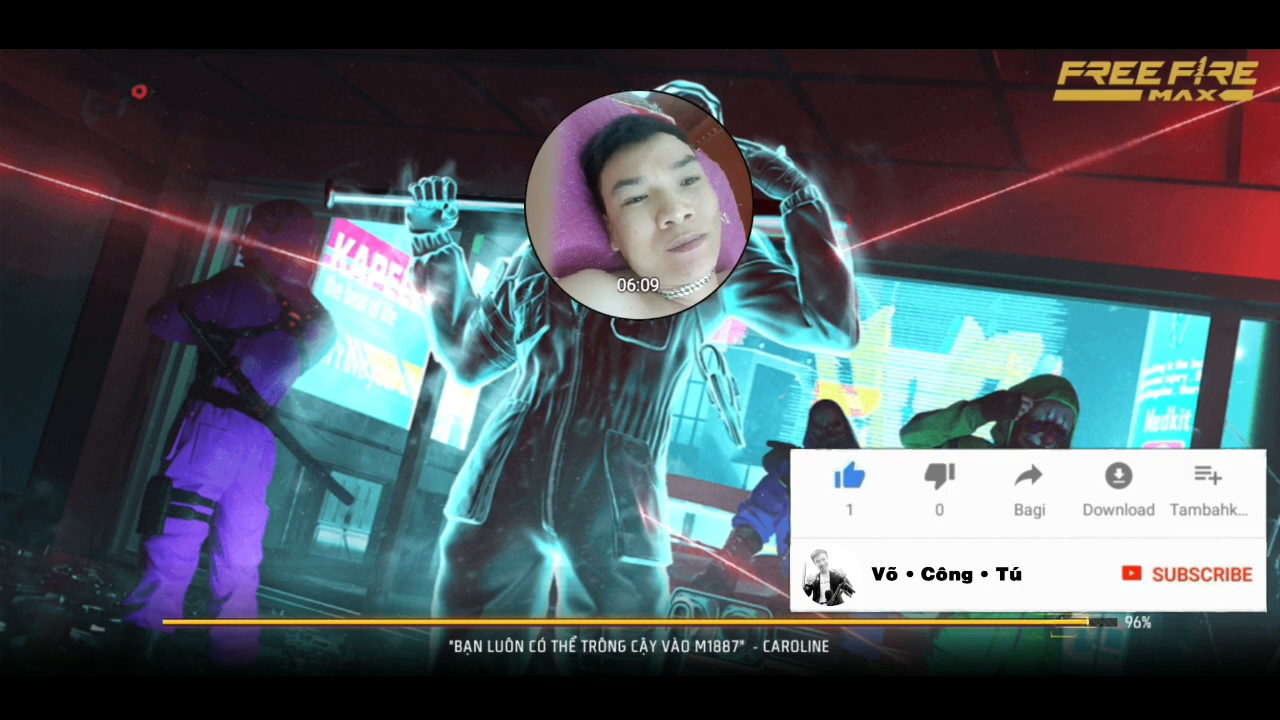 FREE FIRE
MAX
06:09
Medkit
1
0
Bagi
Download
Tambahk...
Võ • Công • Tú
SUBSCRIBE
96%
"BẠN LUÔN CÓ THỂ TRÔNG CẬY VÀO M1887" - CAROLINE